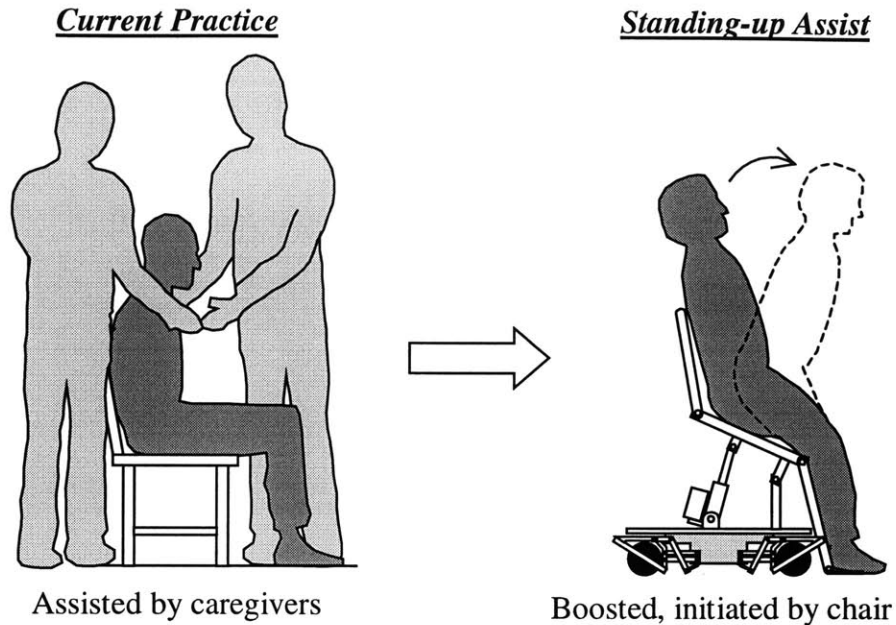 Current Practice
Standing-up Assist
Assisted by caregivers
Boosted, initiated by chair